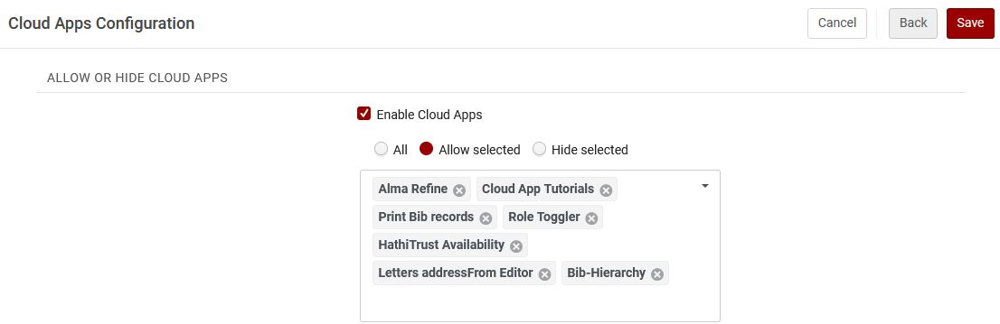 Cloud Apps Configuration Cancel Back Save
ALLOW OR HIDE CLOUD APPS
Enable Cloud Apps
All Allow selected Hide selected
Alma Refine Cloud App Tutorials
Print Bib records Role Toggler
HathiTrust Availability
Letters addressFrom Editor Bib-Hierarchy